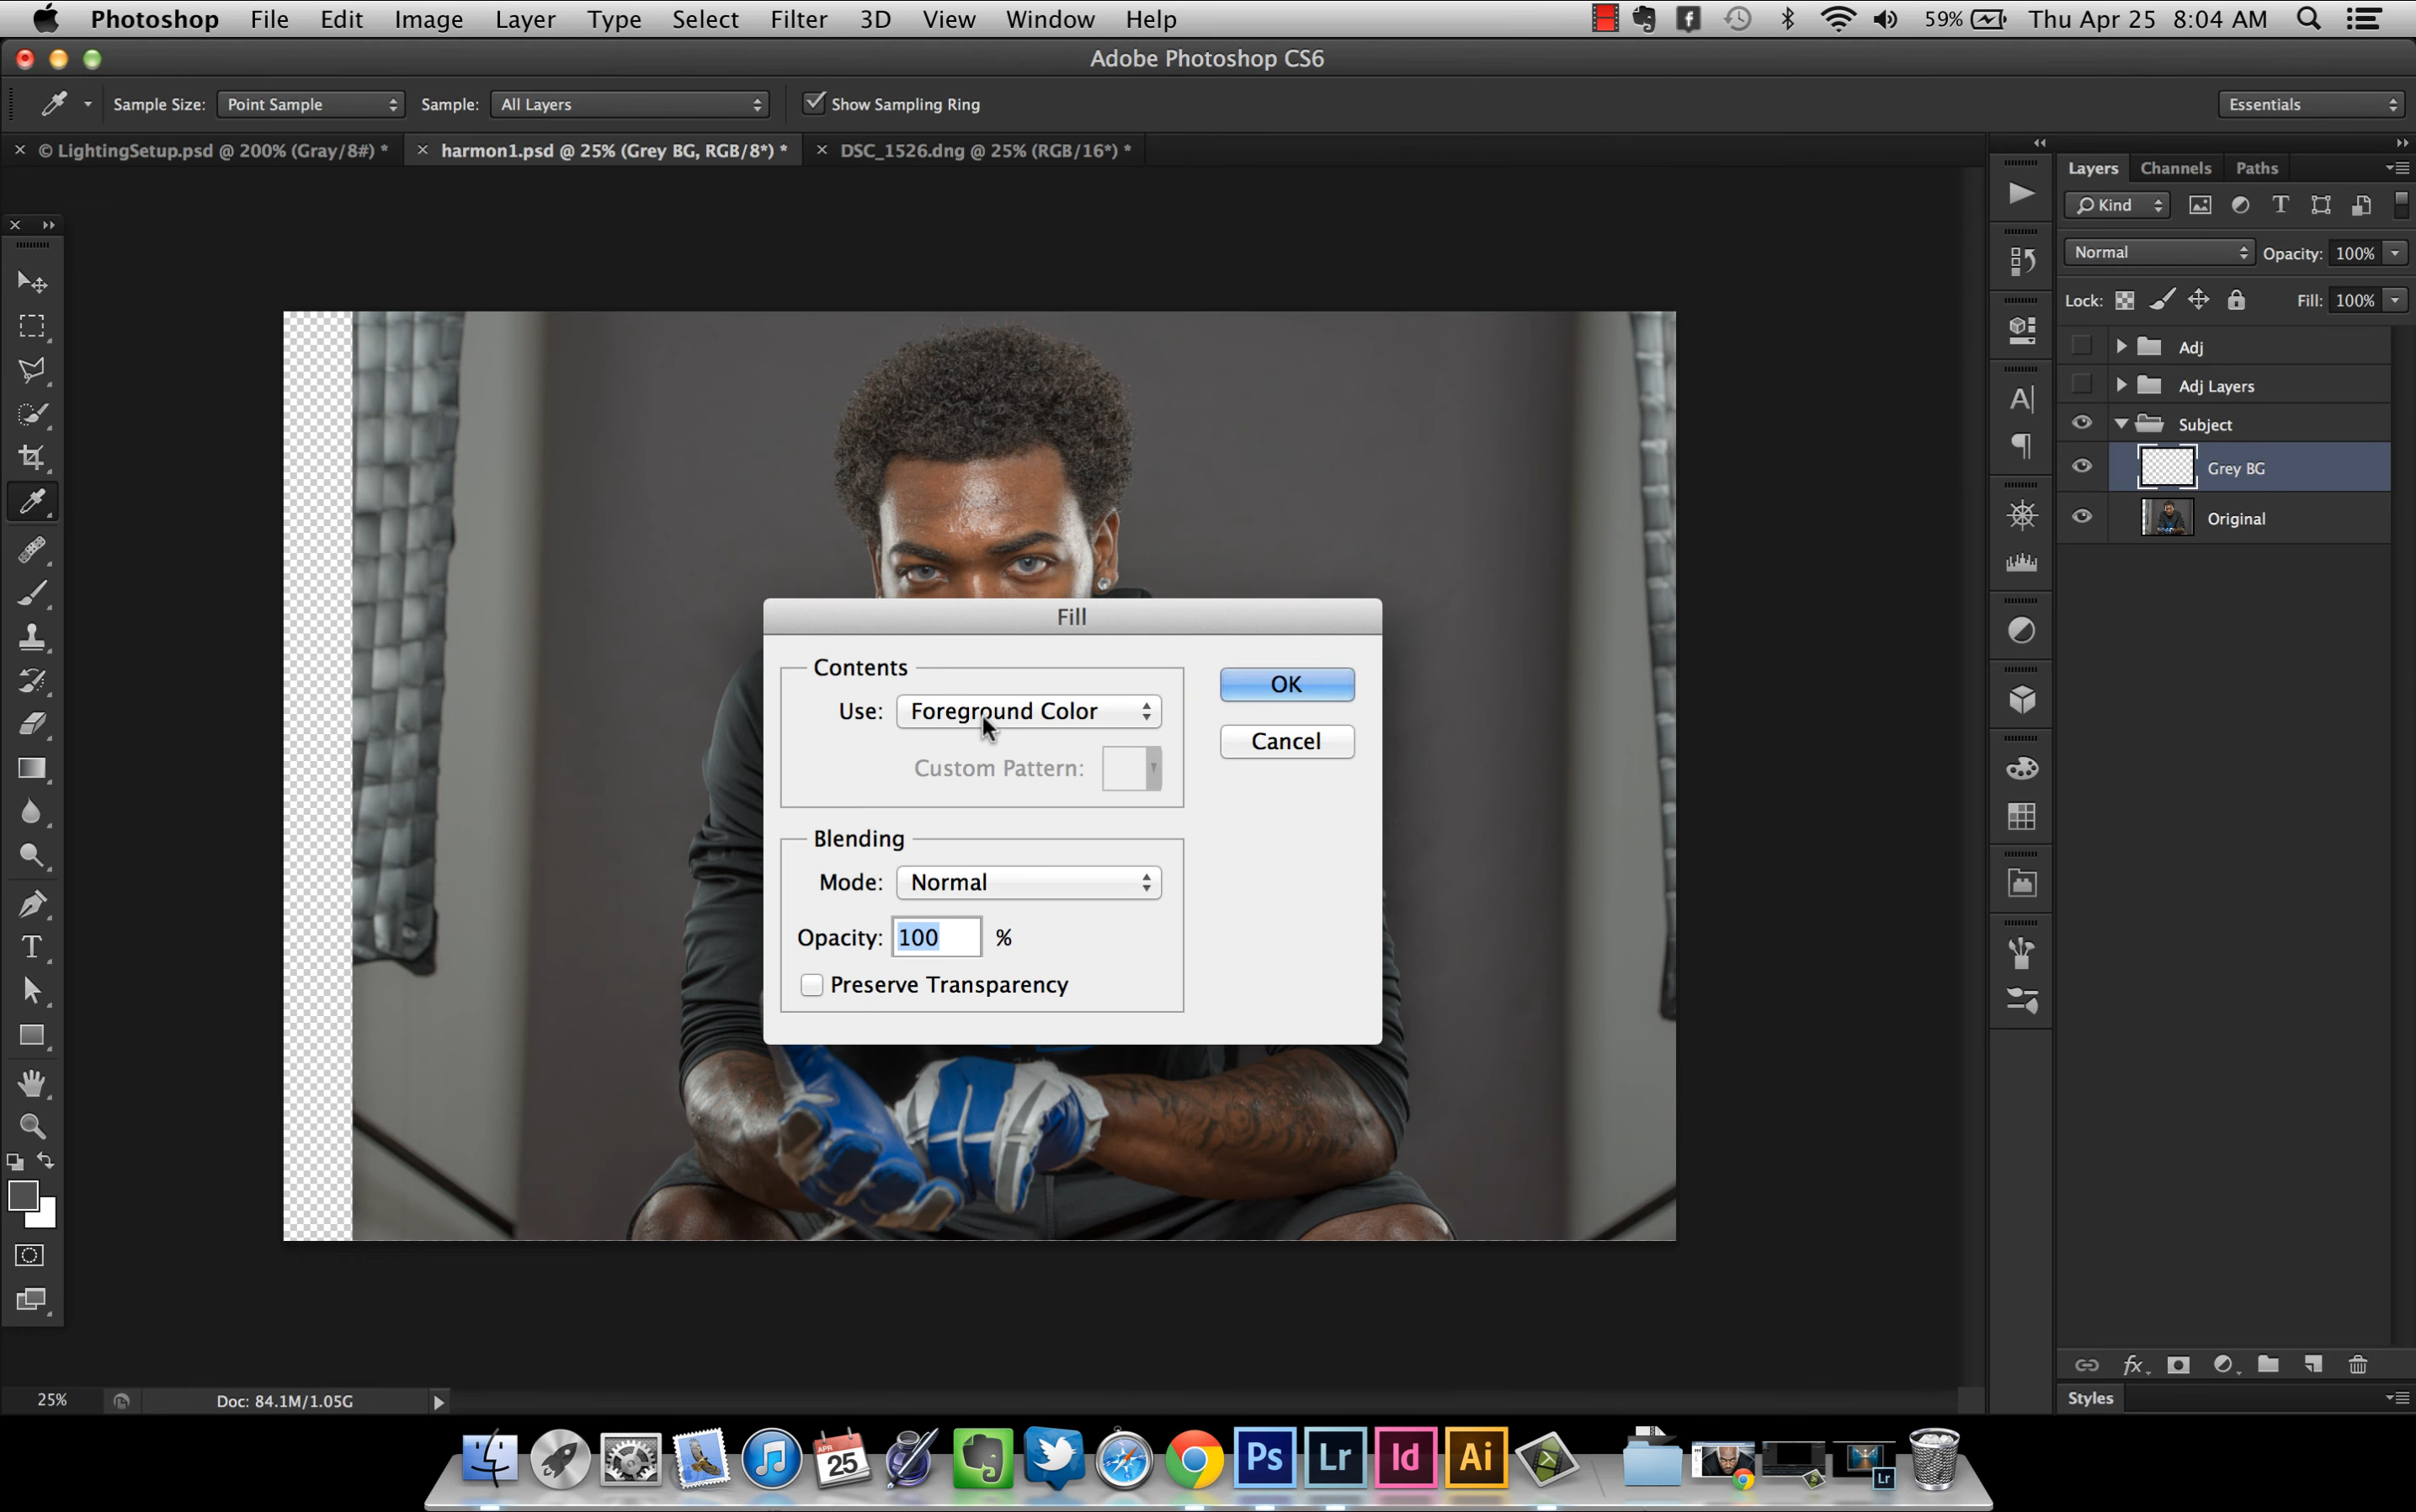 Photoshop File Edit Image Layer Type Select Filter 3D View Window Help 59% Thu Apr 25 8:04 AM
Adobe Photoshop CS6
Sample Size: Point Sample Sample: All Layers Show Sampling Ring Essentials
× © LightingSetup.psd @ 200% (Gray/8#) * × harmon1.psd @ 25% (Grey BG, RGB/8*) * × DSC_1526.dng @ 25% (RGB/16*) *
Layers Channels Paths
Kind
Normal Opacity: 100%
Lock: Fill: 100%
Adj
Adj Layers
Subject
Grey BG
Original
Fill
Contents
Use: Foreground Color
Custom Pattern:
OK
Cancel
Blending
Mode: Normal
Opacity: 100 %
Preserve Transparency
25% Doc: 84.1M/1.05G
Styles
APR
25
Ps Lr Id Ai
Lr